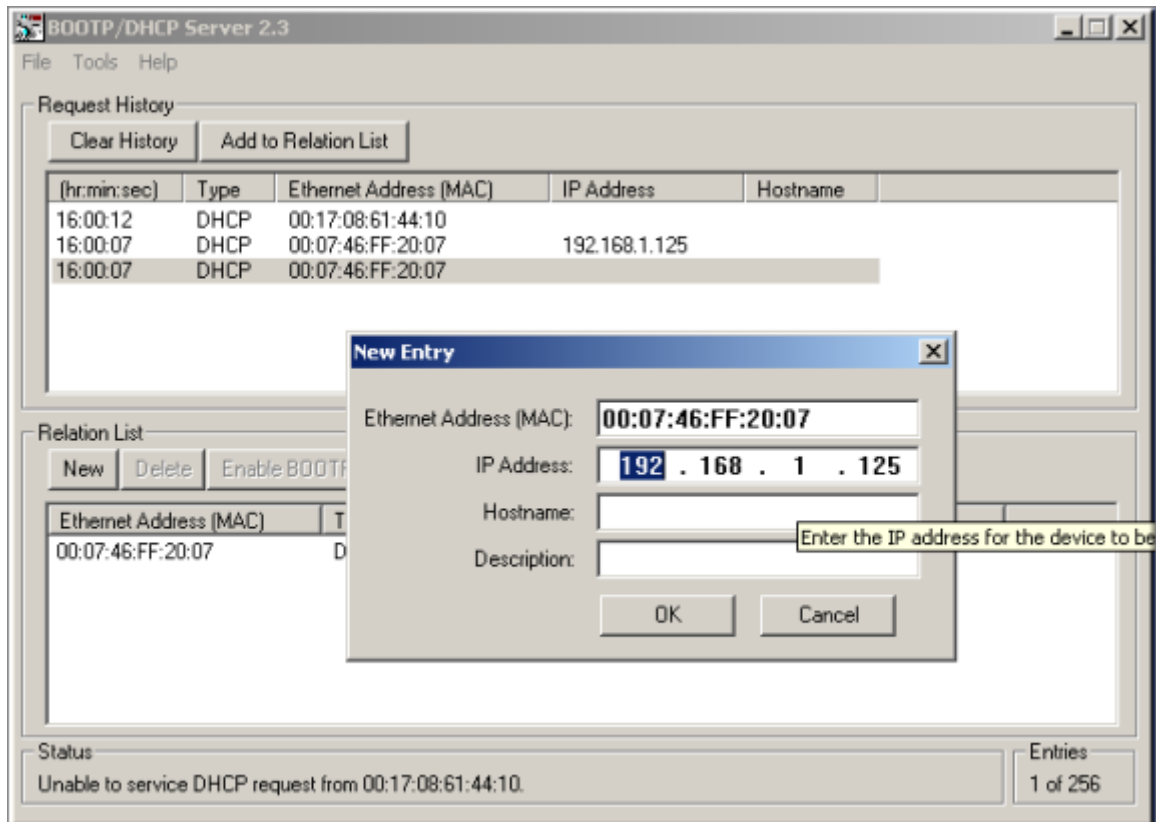 BOOTP/DHCP Server 2.3
File Tools Help
Request History
Clear History Add to Relation List
(hr:min:sec) Type Ethernet Address (MAC) IP Address Hostname
16:00:12 DHCP 00:17:08:61:44:10
16:00:07 DHCP 00:07:46:FF:20:07 192.168.1.125
16:00:07 DHCP 00:07:46:FF:20:07
New Entry
Ethernet Address (MAC): 00:07:46:FF:20:07
IP Address: 192 . 168 . 1 . 125
Hostname:
Enter the IP address for the device to be
Description:
OK Cancel
Relation List
New Delete Enable BOOTP
Ethernet Address (MAC) T
00:07:46:FF:20:07 D
Status
Unable to service DHCP request from 00:17:08:61:44:10.
Entries
1 of 256